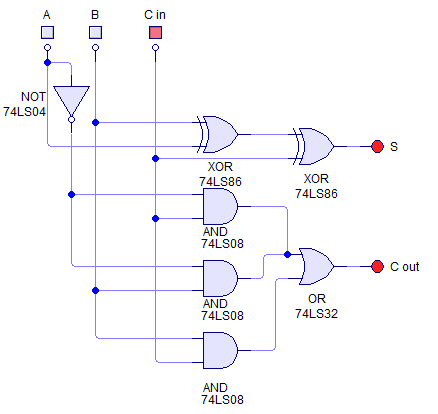 A B C in
NOT
74LS04
XOR
74LS86
XOR
74LS86
S
AND
74LS08
AND
74LS08
OR
74LS32
C out
AND
74LS08